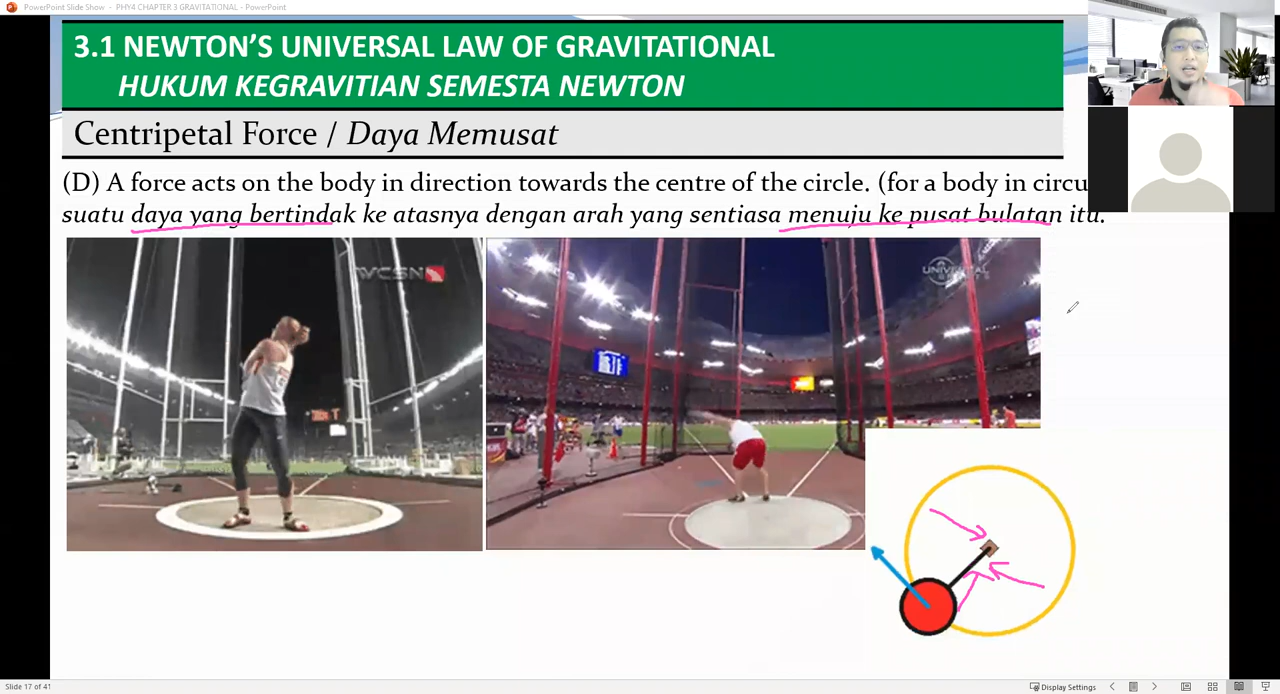 PowerPoint Slide Show - PHY4 CHAPTER 3 GRAVITATIONAL - PowerPoint
3.1 NEWTON'S UNIVERSAL LAW OF GRAVITATIONAL
HUKUM KEGRAVITIAN SEMESTA NEWTON
Centripetal Force / Daya Memusat
(D) A force acts on the body in direction towards the centre of the circle. (for a body in circu
suatu daya yang bertindak ke atasnya dengan arah yang sentiasa menuju ke pusat bulatan itu.
WCSN
UNIVERSAL
SPORTS
Slide 17 of 41
Display Settings